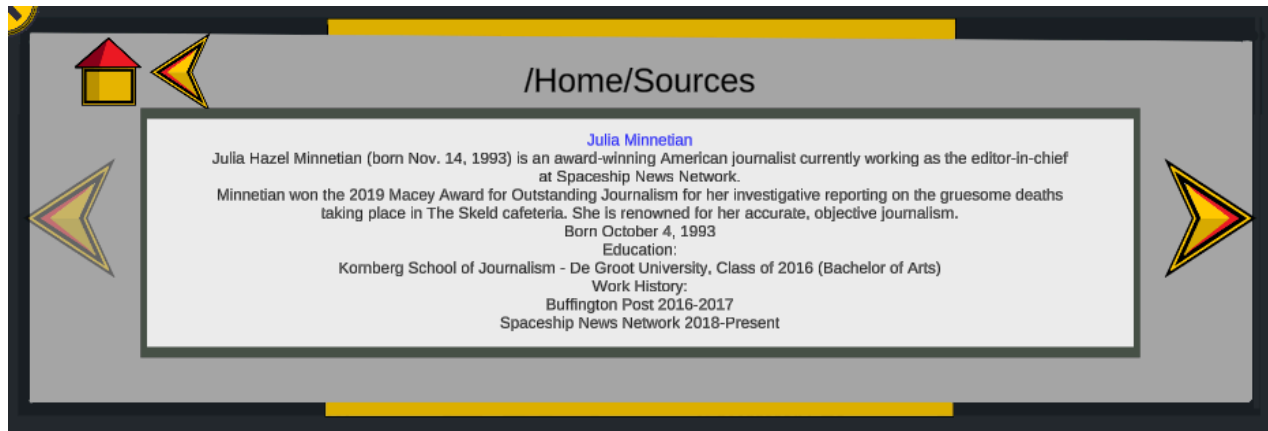 /Home/Sources
Julia Minnetian
Julia Hazel Minnetian (born Nov. 14, 1993) is an award-winning American journalist currently working as the editor-in-chief
at Spaceship News Network.
Minnetian won the 2019 Macey Award for Outstanding Journalism for her investigative reporting on the gruesome deaths
taking place in The Skeld cafeteria. She is renowned for her accurate, objective journalism.
Born October 4, 1993
Education:
Kornberg School of Journalism - De Groot University, Class of 2016 (Bachelor of Arts)
Work History:
Buffington Post 2016-2017
Spaceship News Network 2018-Present